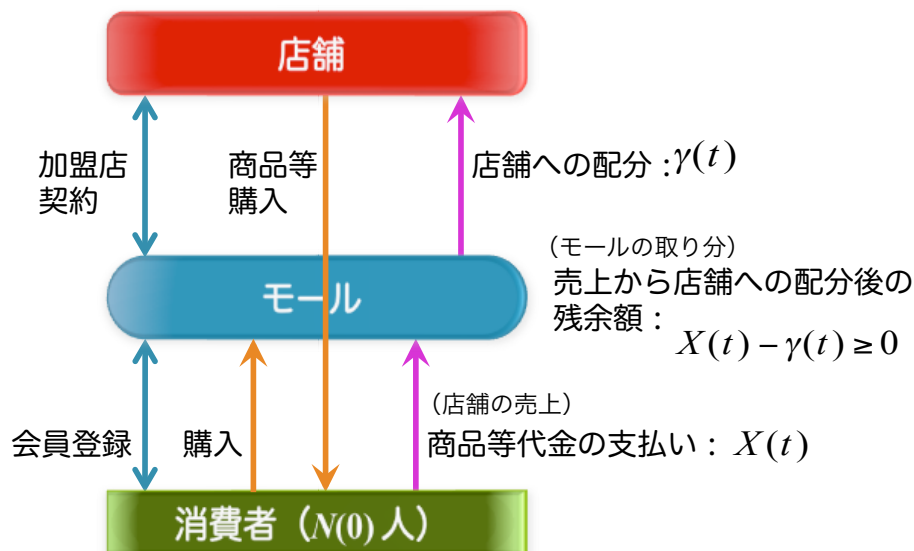 店舗
加盟店
契約
商品等
購入
店舗への配分：γ(t)
モール
（モールの取り分）
売上から店舗への配分後の
残余額：
X(t) − γ(t) ≥ 0
会員登録
購入
（店舗の売上）
商品等代金の支払い： X(t)
消費者（N(0) 人）